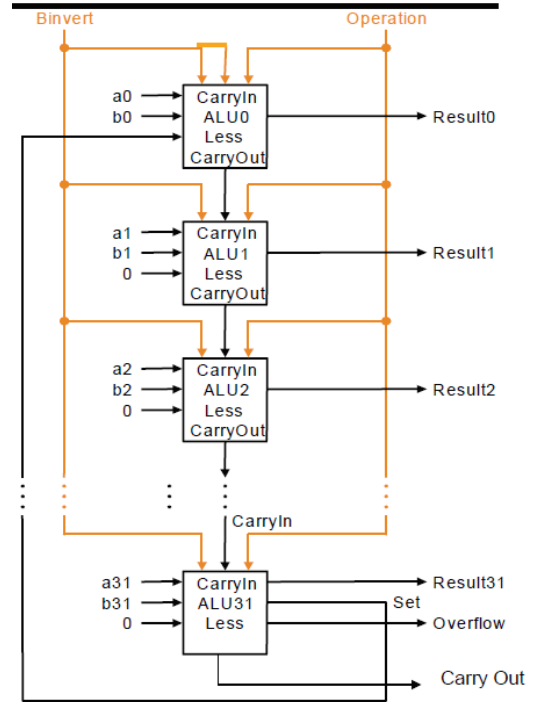 Binvert Operation
a0 CarryIn
b0 ALU0 Result0
Less
CarryOut
a1 CarryIn
b1 ALU1 Result1
0 Less
CarryOut
a2 CarryIn
b2 ALU2 Result2
0 Less
CarryOut
CarryIn
a31 CarryIn Result31
b31 ALU31 Set
0 Less Overflow
Carry Out